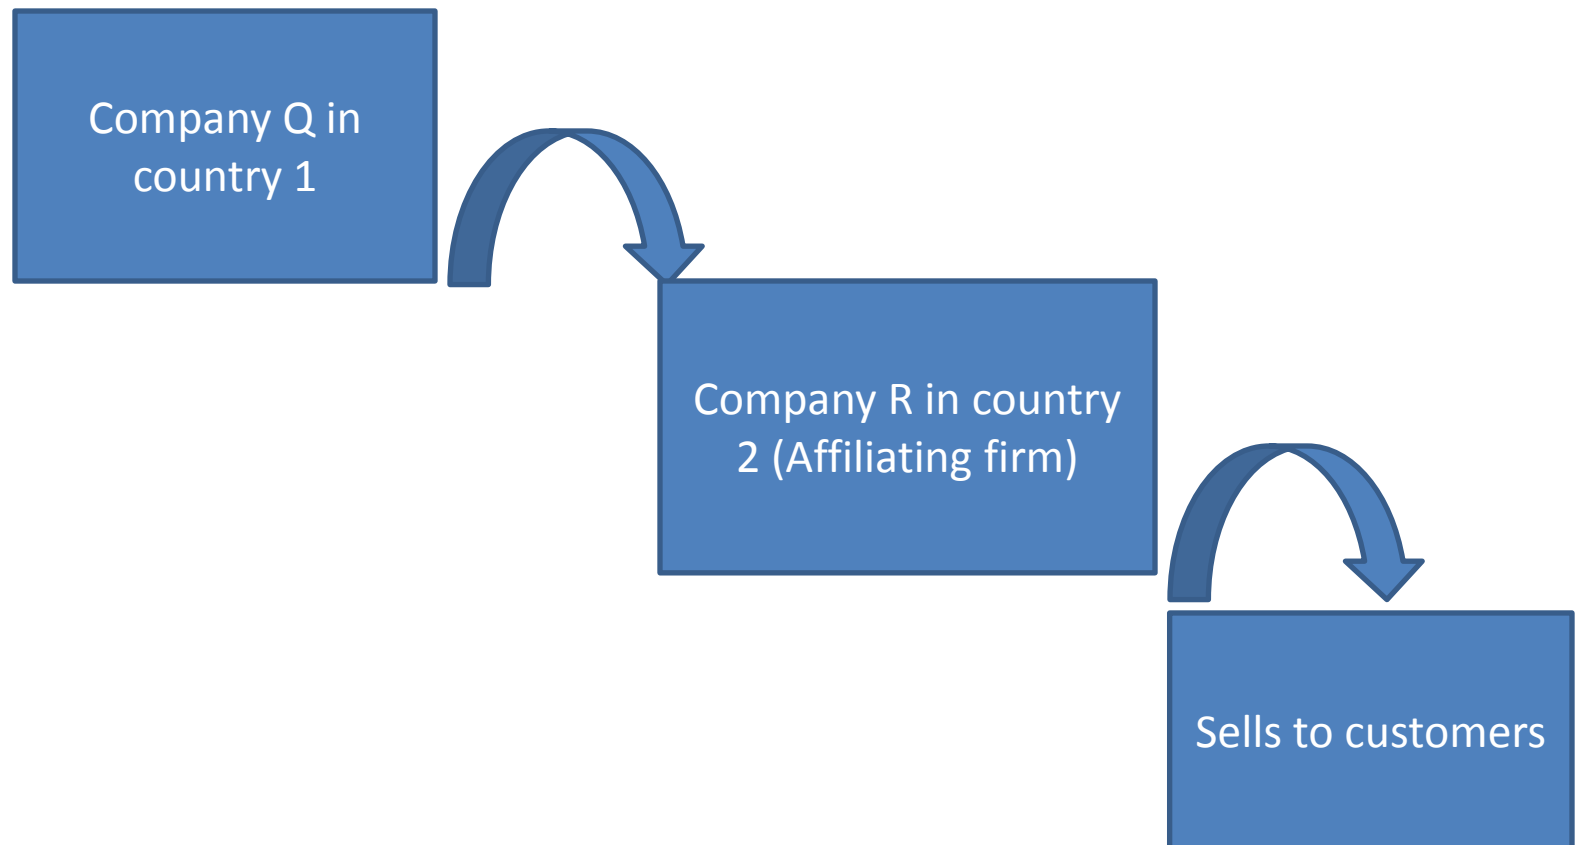 Company Q in
country 1
Company R in country
2 (Affiliating firm)
Sells to customers